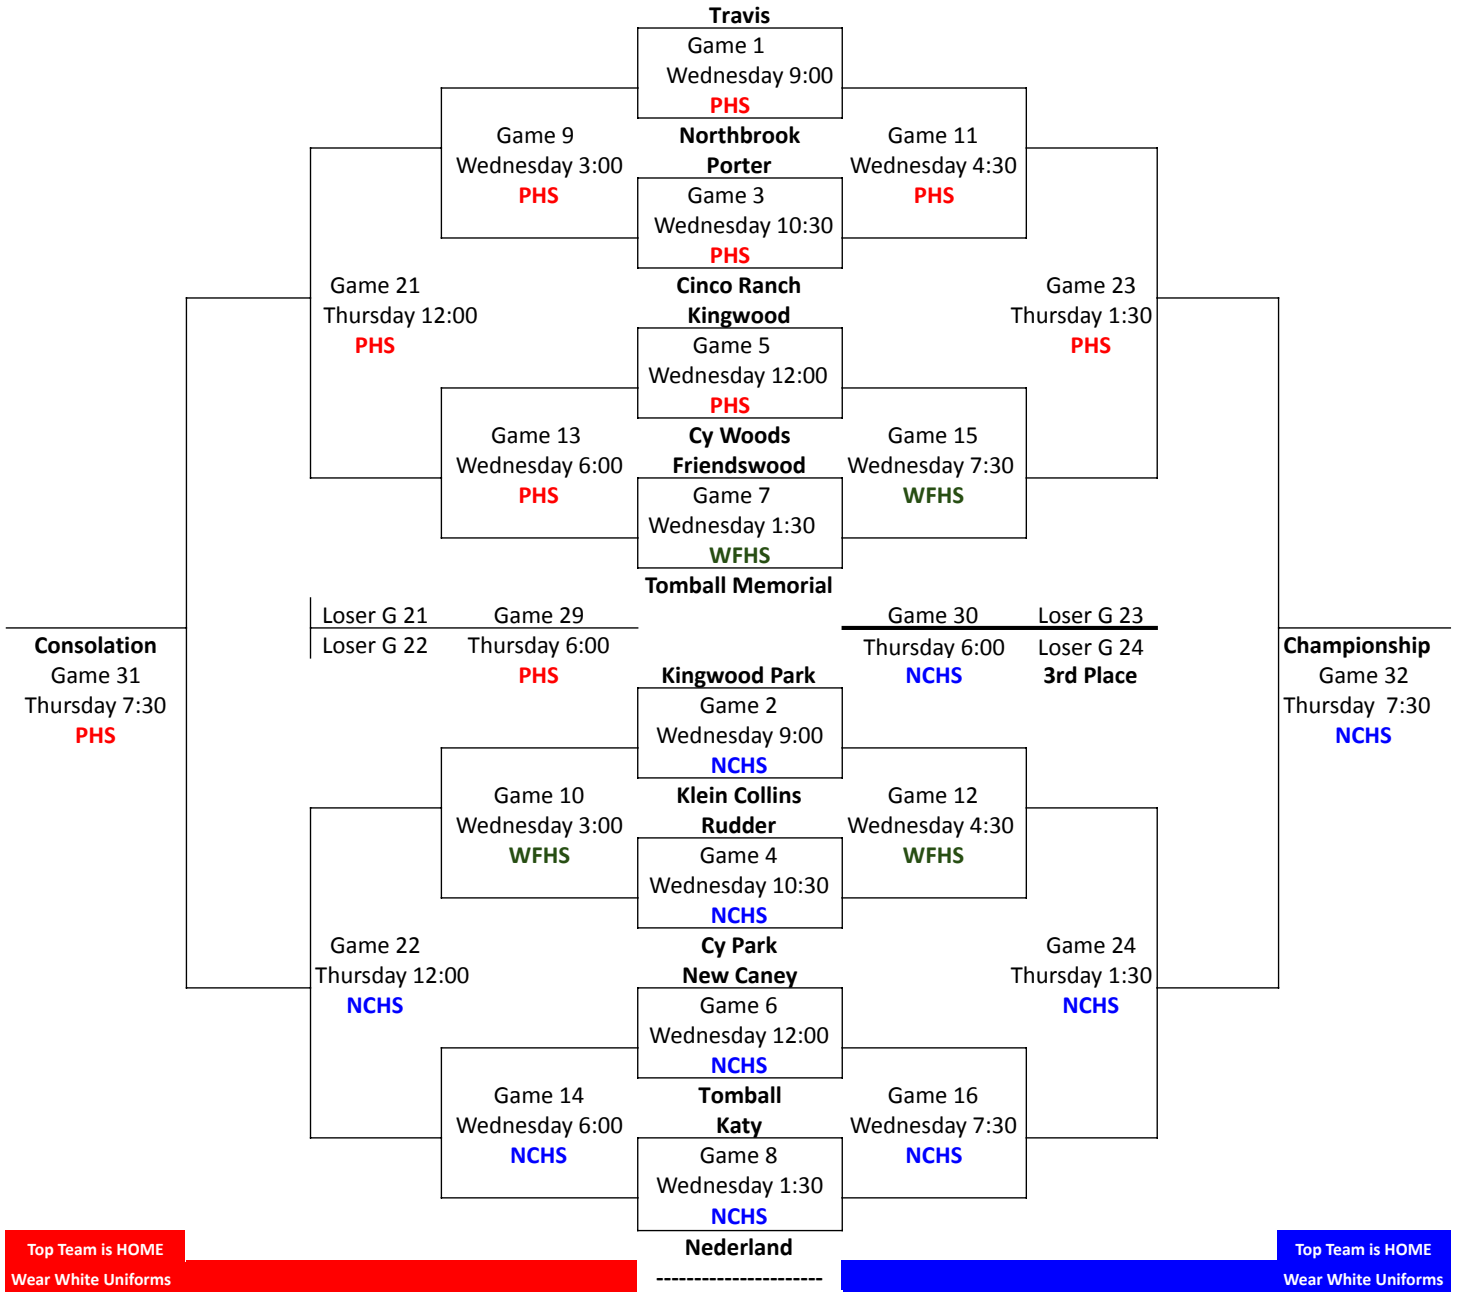 Travis
Game 1
Wednesday 9:00
PHS
Game 9 Northbrook Game 11
Wednesday 3:00 Porter Wednesday 4:30
PHS Game 3 PHS
Wednesday 10:30
PHS
Game 21 Cinco Ranch Game 23
Thursday 12:00 Kingwood Thursday 1:30
PHS Game 5 PHS
Wednesday 12:00
PHS
Game 13 Cy Woods Game 15
Wednesday 6:00 Friendswood Wednesday 7:30
PHS Game 7 WFHS
Wednesday 1:30
WFHS
Tomball Memorial
Loser G 21 Game 29 Game 30 Loser G 23
Consolation Loser G 22 Thursday 6:00 Thursday 6:00 Loser G 24 Championship
Game 31 PHS Kingwood Park NCHS 3rd Place Game 32
Thursday 7:30 Game 2 Thursday 7:30
PHS Wednesday 9:00 NCHS
NCHS
Game 10 Klein Collins Game 12
Wednesday 3:00 Rudder Wednesday 4:30
WFHS Game 4 WFHS
Wednesday 10:30
NCHS
Game 22 Cy Park Game 24
Thursday 12:00 New Caney Thursday 1:30
NCHS Game 6 NCHS
Wednesday 12:00
NCHS
Game 14 Tomball Game 16
Wednesday 6:00 Katy Wednesday 7:30
NCHS Game 8 NCHS
Wednesday 1:30
NCHS
Top Team is HOME Nederland Top Team is HOME
Wear White Uniforms ---------------------- Wear White Uniforms